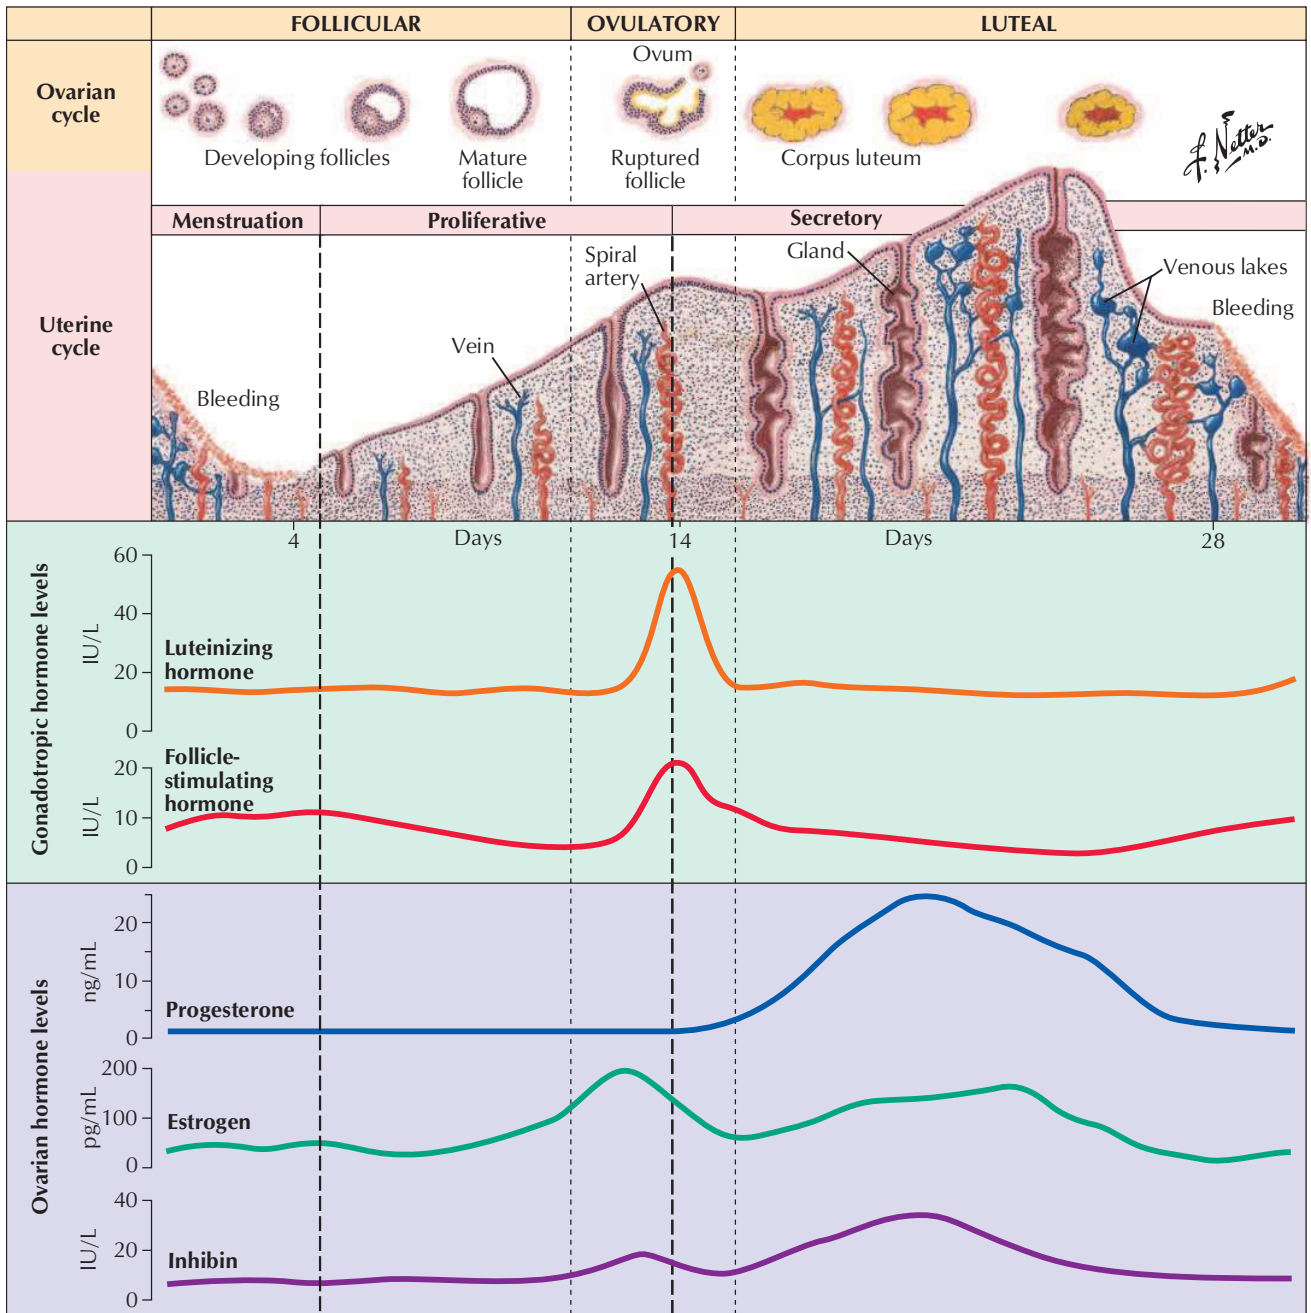 FOLLICULAR
OVULATORY
LUTEAL
Ovarian
cycle
Ovum
Developing follicles
Mature
follicle
Ruptured
follicle
Corpus luteum
F. Netter
M.D.
Menstruation
Proliferative
Secretory
Uterine
cycle
Bleeding
Vein
Spiral
artery
Gland
Venous lakes
Bleeding
4
Days
14
Days
28
Gonadotropic hormone levels
IU/L
60
40
20
0
Luteinizing
hormone
IU/L
20
10
0
Follicle-
stimulating
hormone
Ovarian hormone levels
ng/mL
20
10
0
Progesterone
pg/mL
200
100
0
Estrogen
IU/L
40
20
0
Inhibin